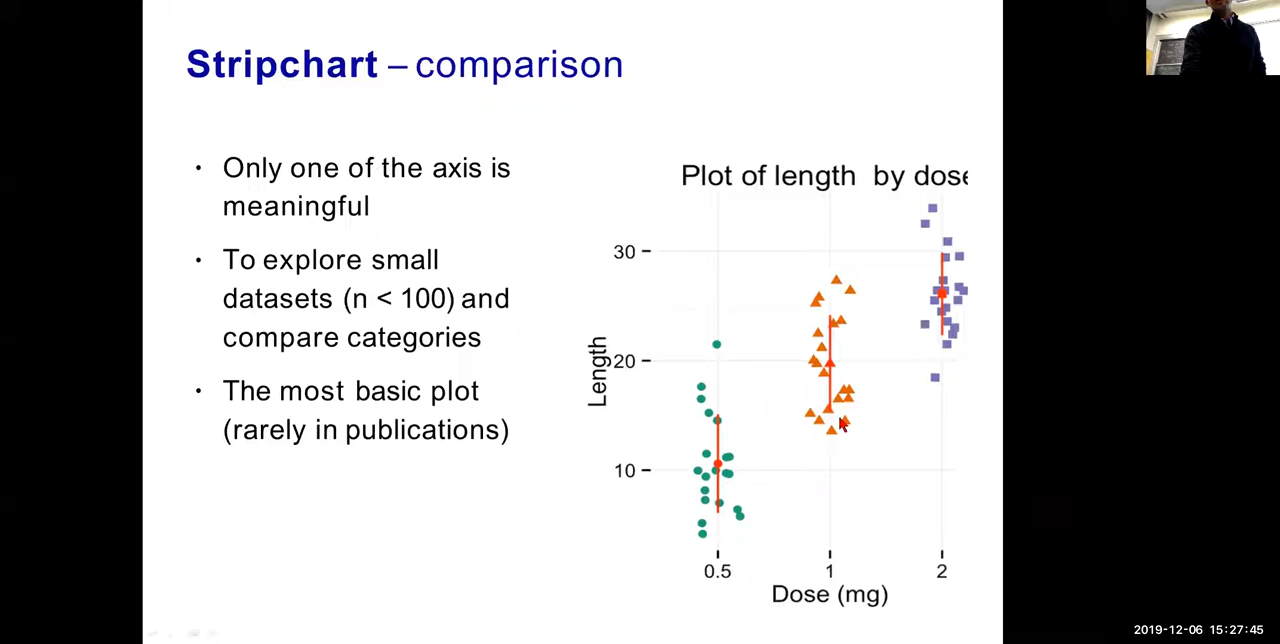 Stripchart – comparison
• Only one of the axis is
meaningful
• To explore small
datasets (n < 100) and
compare categories
• The most basic plot
(rarely in publications)
Plot of length by dose
30
20
10
Length
0.5
1
2
Dose (mg)
2019-12-06 15:27:45